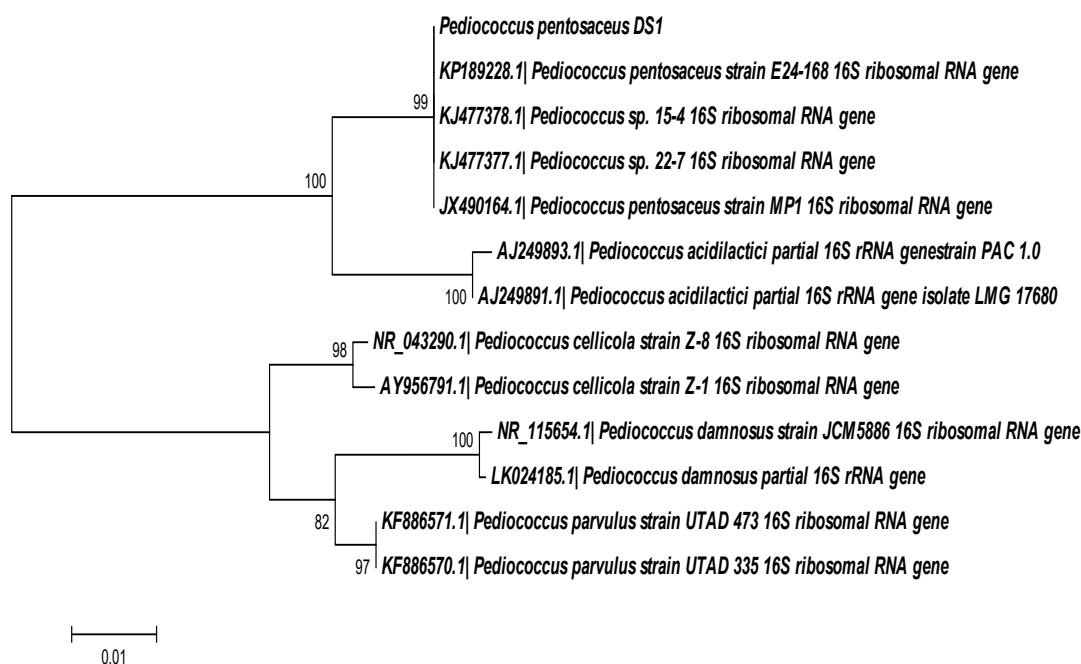 Pediococcus pentosaceus DS1
KP189228.1| Pediococcus pentosaceus strain E24-168 16S ribosomal RNA gene
99
KJ477378.1| Pediococcus sp. 15-4 16S ribosomal RNA gene
KJ477377.1| Pediococcus sp. 22-7 16S ribosomal RNA gene
100
JX490164.1| Pediococcus pentosaceus strain MP1 16S ribosomal RNA gene
AJ249893.1| Pediococcus acidilactici partial 16S rRNA genestrain PAC 1.0
100
AJ249891.1| Pediococcus acidilactici partial 16S rRNA gene isolate LMG 17680
NR_043290.1| Pediococcus cellicola strain Z-8 16S ribosomal RNA gene
98
AY956791.1| Pediococcus cellicola strain Z-1 16S ribosomal RNA gene
NR_115654.1| Pediococcus damnosus strain JCM5886 16S ribosomal RNA gene
100
LK024185.1| Pediococcus damnosus partial 16S rRNA gene
82
KF886571.1| Pediococcus parvulus strain UTAD 473 16S ribosomal RNA gene
97
KF886570.1| Pediococcus parvulus strain UTAD 335 16S ribosomal RNA gene
0.01